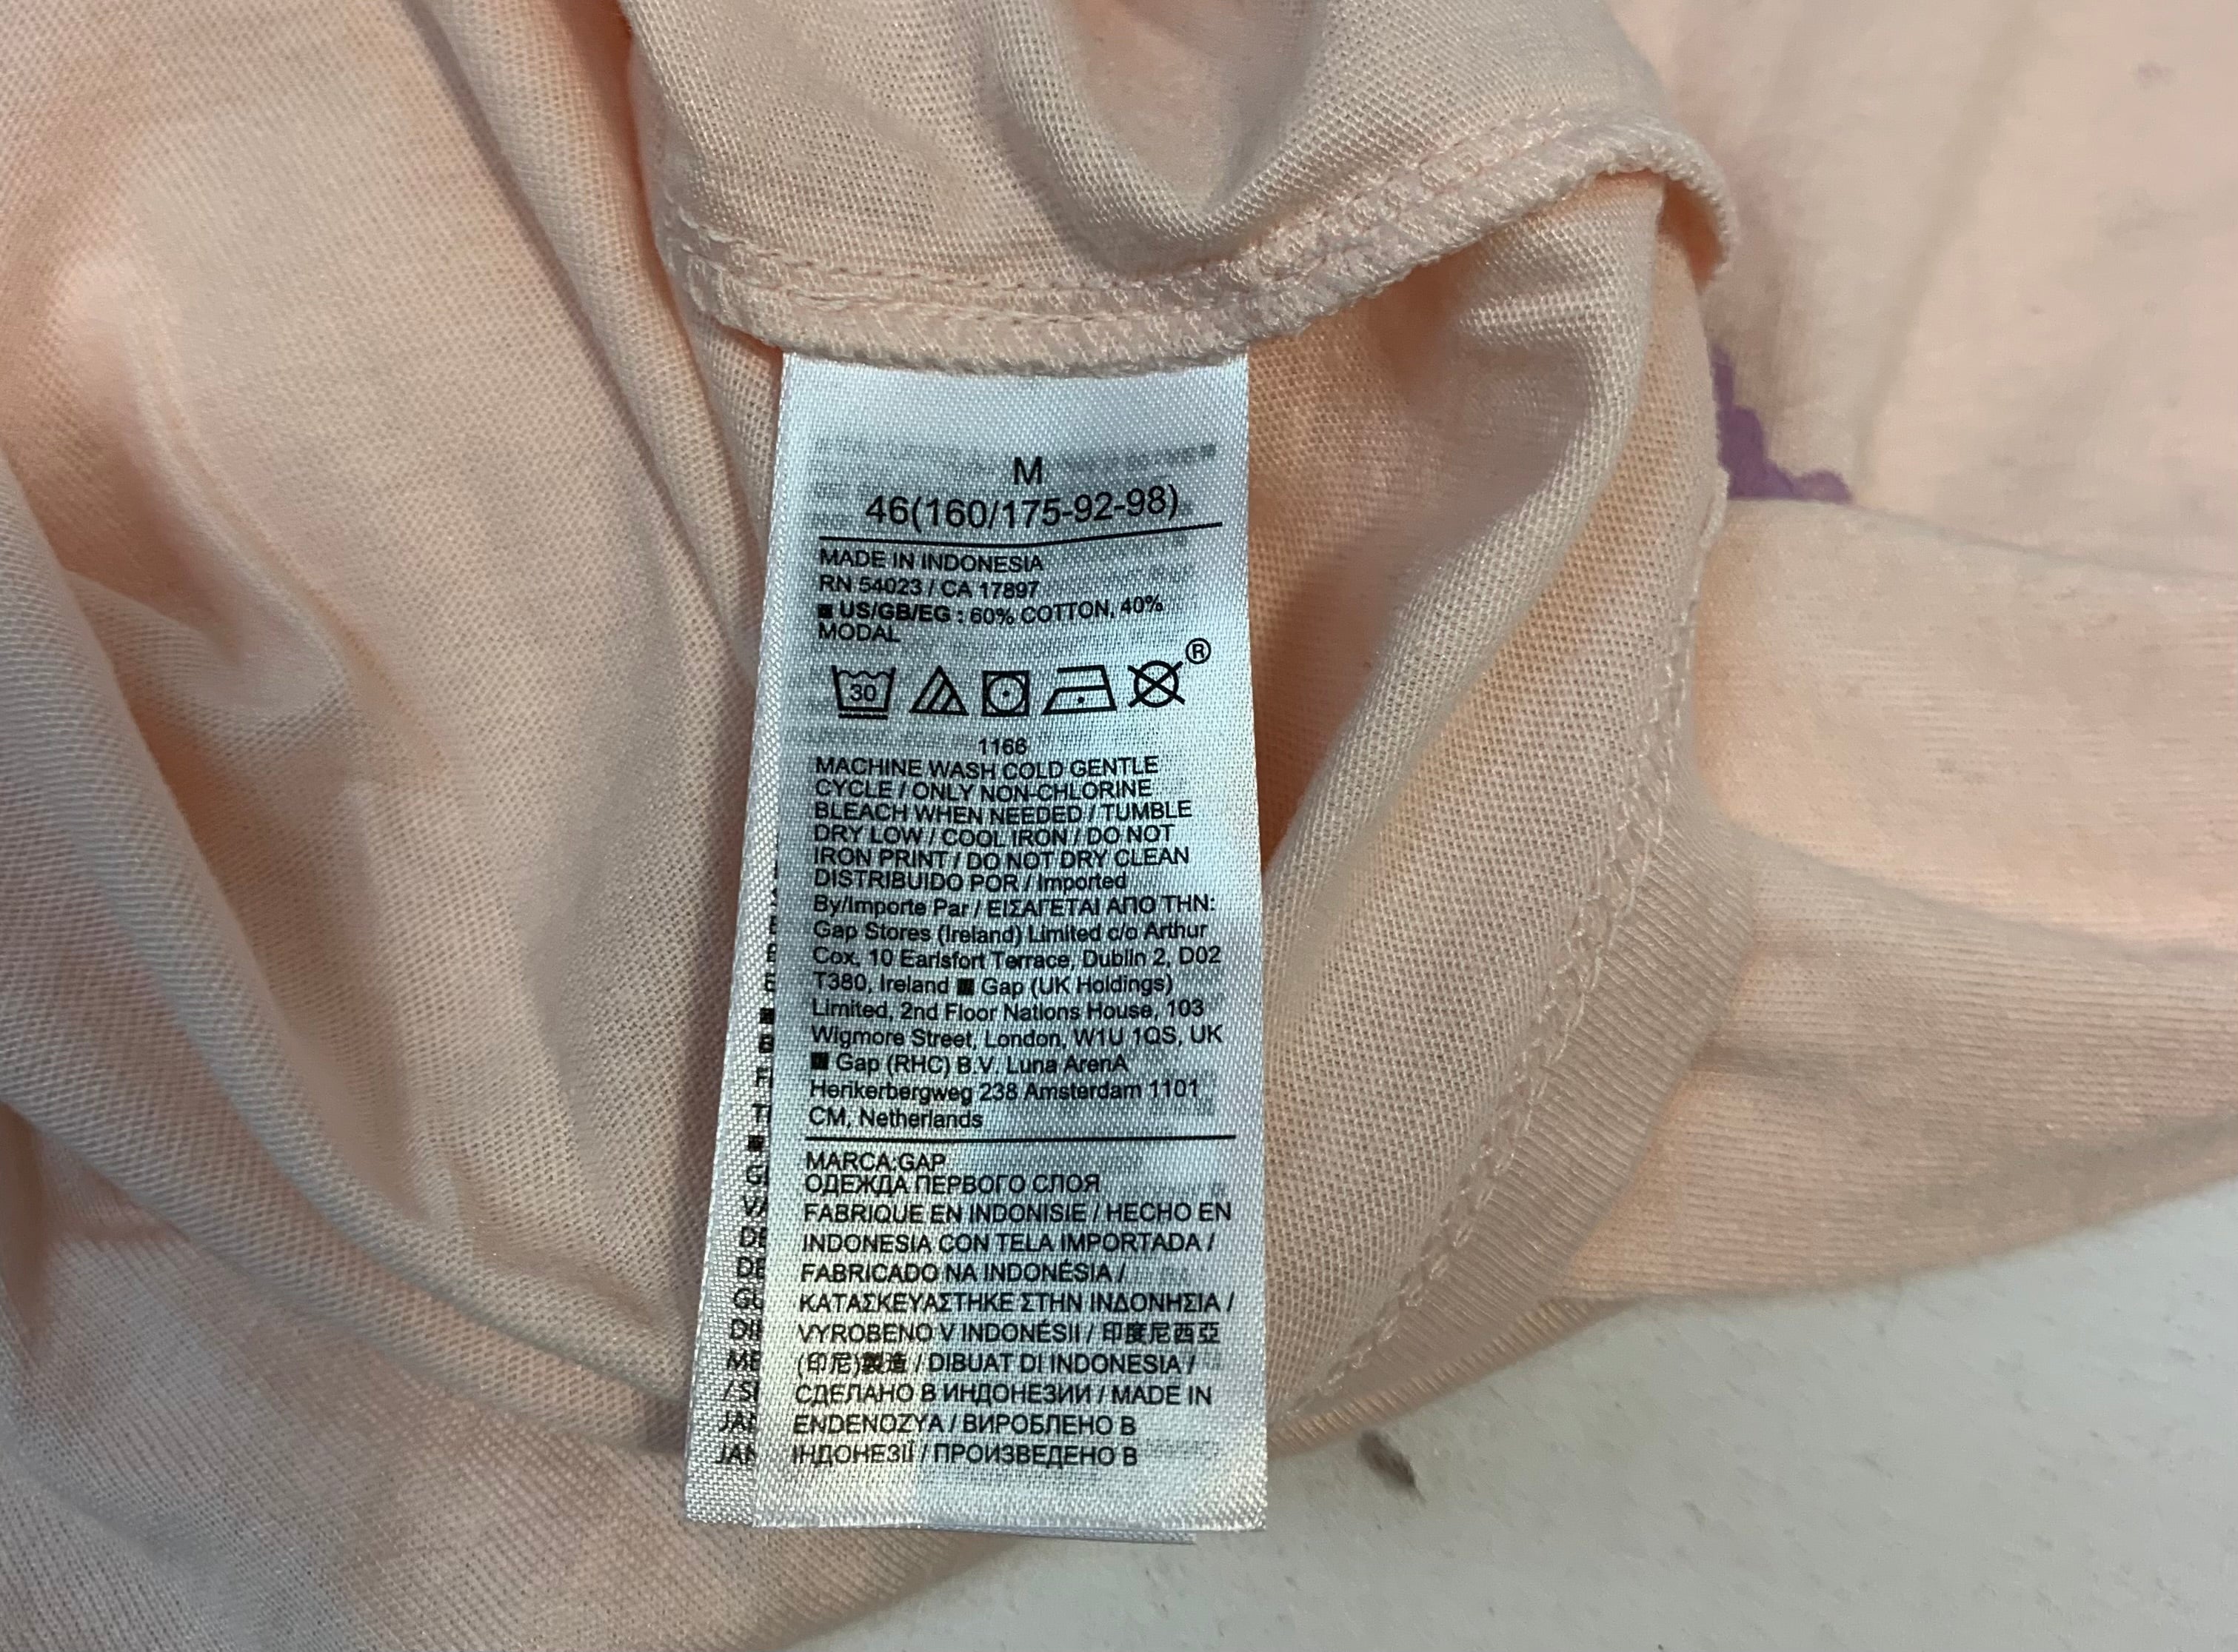 M
46(160/175-92-98)
MADE IN INDONESIA
RN 54023 / CA 17897
■ US/GB/EG : 60% COTTON, 40%
MODAL
30
®
1166
MACHINE WASH COLD GENTLE
CYCLE / ONLY NON-CHLORINE
BLEACH WHEN NEEDED / TUMBLE
DRY LOW / COOL IRON / DO NOT
IRON PRINT / DO NOT DRY CLEAN
DISTRIBUIDO POR / Imported
By/Importe Par / ΕΙΣΑΓΕΤΑΙ ΑΠΟ ΤΗΝ:
Gap Stores (Ireland) Limited c/o Arthur
Cox, 10 Earlsfort Terrace, Dublin 2, D02
T380, Ireland ■ Gap (UK Holdings)
Limited, 2nd Floor Nations House, 103
Wigmore Street, London, W1U 1QS, UK
■ Gap (RHC) B.V. Luna ArenA
Herikerbergweg 238 Amsterdam 1101
CM, Netherlands
MARCA:GAP
ОДЕЖДА ПЕРВОГО СЛОЯ
FABRIQUE EN INDONISIE / HECHO EN
INDONESIA CON TELA IMPORTADA /
FABRICADO NA INDONÉSIA /
ΚΑΤΑΣΚΕΥΑΣΤΗΚΕ ΣΤΗΝ ΙΝΔΟΝΗΣΙΑ /
VYROBENO V INDONÉSII / 印度尼西亞
(印尼)製造 / DIBUAT DI INDONESIA /
СДЕЛАНО В ИНДОНЕЗИИ / MADE IN
ENDENOZYA / ВИРОБЛЕНО В
ІНДОНЕЗІЇ / ПРОИЗВЕДЕНО В